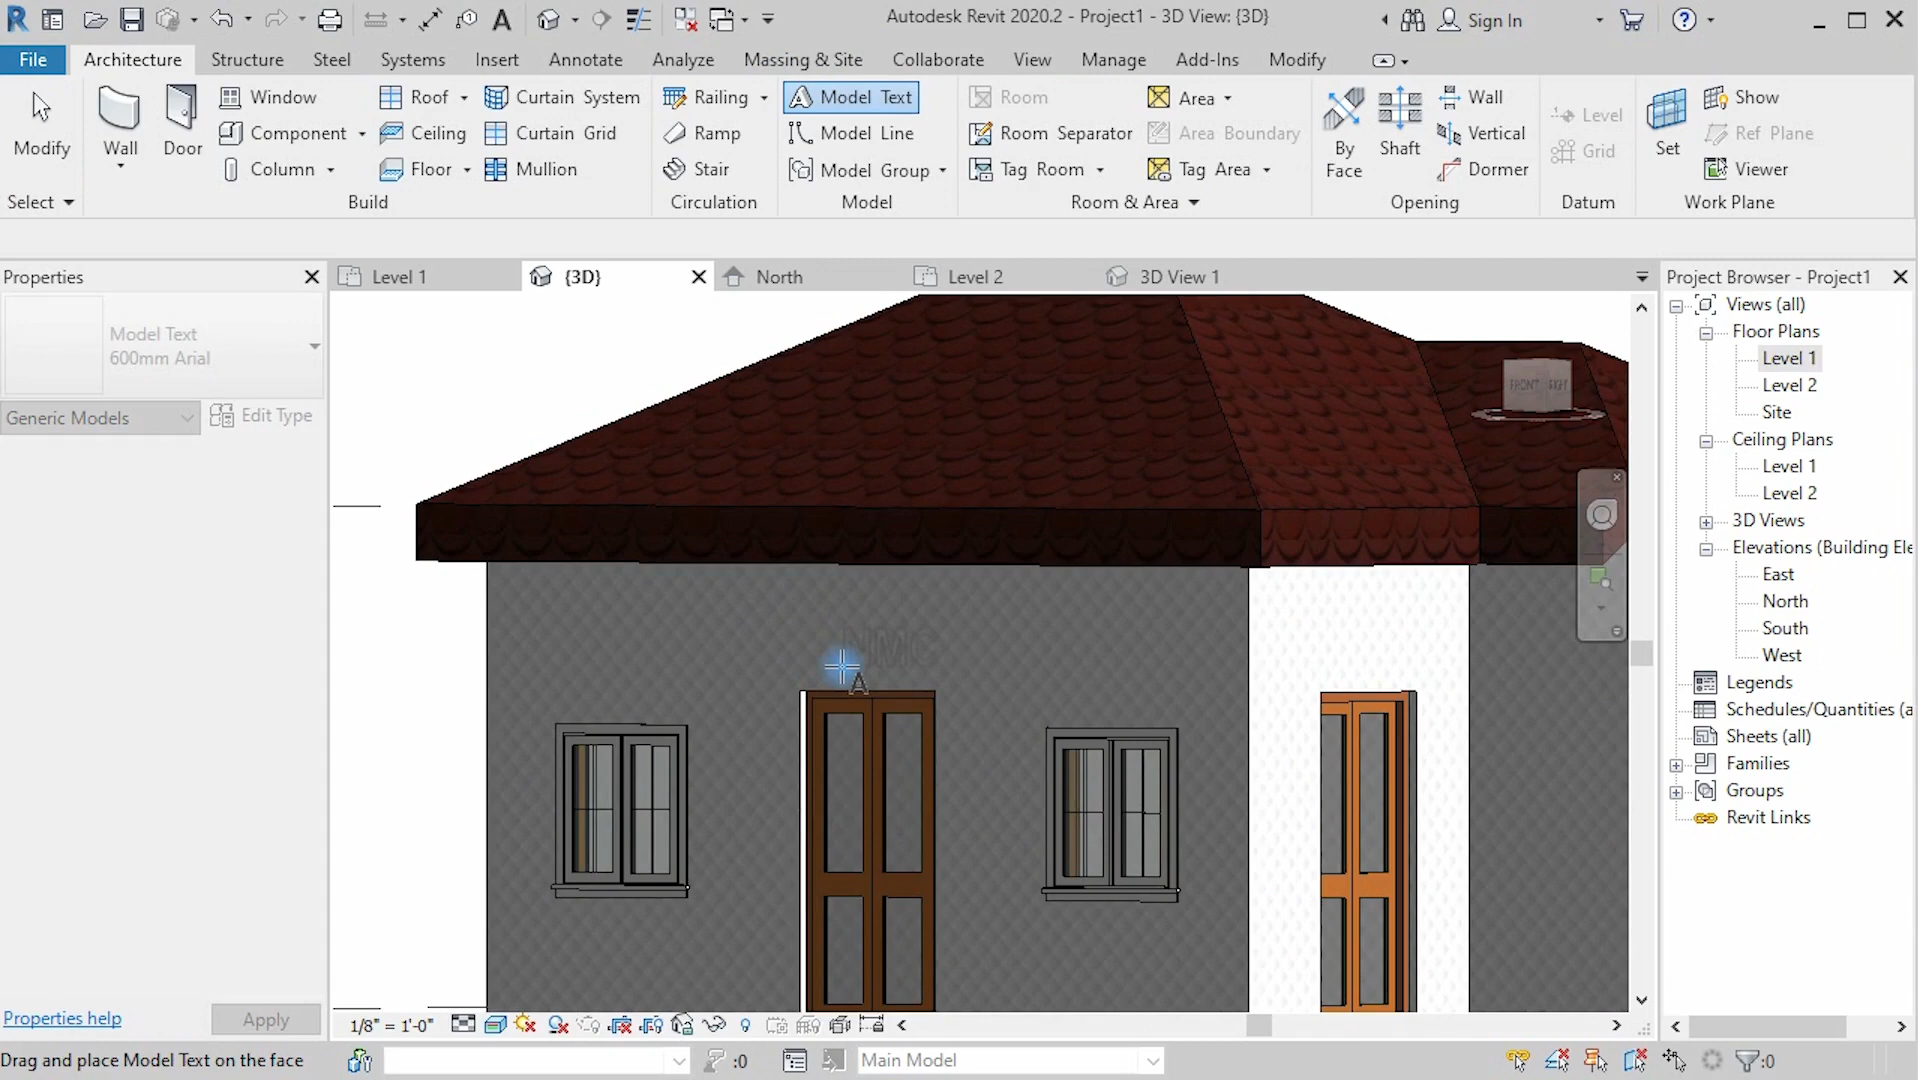 Autodesk Revit 2020.2 - Project1 - 3D View: {3D}
Sign In
File
Architecture
Structure
Steel
Systems
Insert
Annotate
Analyze
Massing & Site
Collaborate
View
Manage
Add-Ins
Modify
Modify
Wall
Door
Window
Component
Column
Roof
Ceiling
Floor
Curtain System
Curtain Grid
Mullion
Railing
Ramp
Stair
Model Text
Model Line
Model Group
Room
Room Separator
Tag Room
Area
Area Boundary
Tag Area
By
Face
Shaft
Wall
Vertical
Dormer
Level
Grid
Set
Show
Ref Plane
Viewer
Select
Build
Circulation
Model
Room & Area
Opening
Datum
Work Plane
Properties
Model Text
600mm Arial
Generic Models
Edit Type
Properties help
Apply
Level 1
{3D}
North
Level 2
3D View 1
FRONT
NMC
1/8" = 1'-0"
Project Browser - Project1
Views (all)
Floor Plans
Level 1
Level 2
Site
Ceiling Plans
Level 1
Level 2
3D Views
Elevations (Building Ele
East
North
South
West
Legends
Schedules/Quantities (a
Sheets (all)
Families
Groups
Revit Links
Drag and place Model Text on the face
:0
Main Model
:0